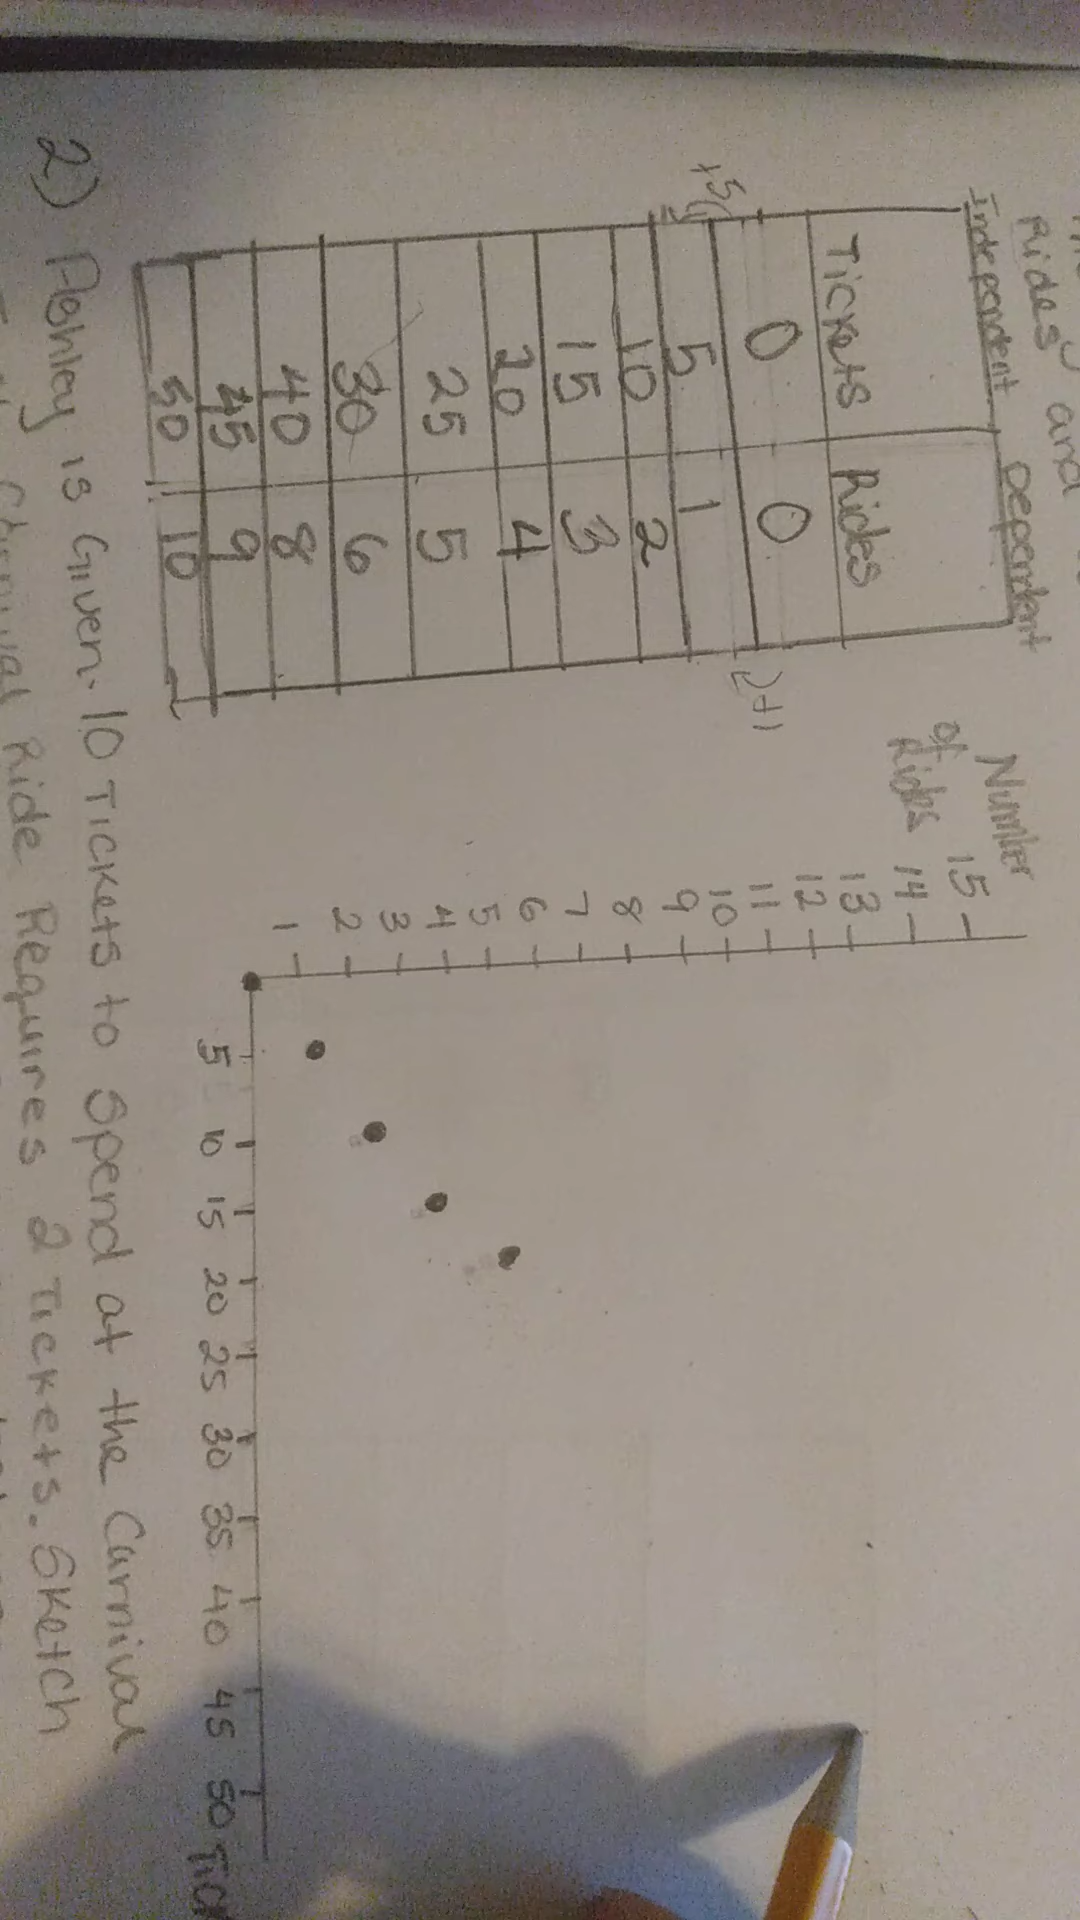 Rides and
Independent Dependent
Tickets Rides
0 0
+5 +1
5 1
10 2
15 3
20 4
25 5
30 6
40 8
45 9
50 10
Number
of
Rides
15
14
13
12
11
10
9
8
7
6
5
4
3
2
1
5 10 15 20 25 30 35 40 45 50 Tic
2) Ashley is Given 10 Tickets to Spend at the Carnival
Ride Requires 2 Tickets. Sketch